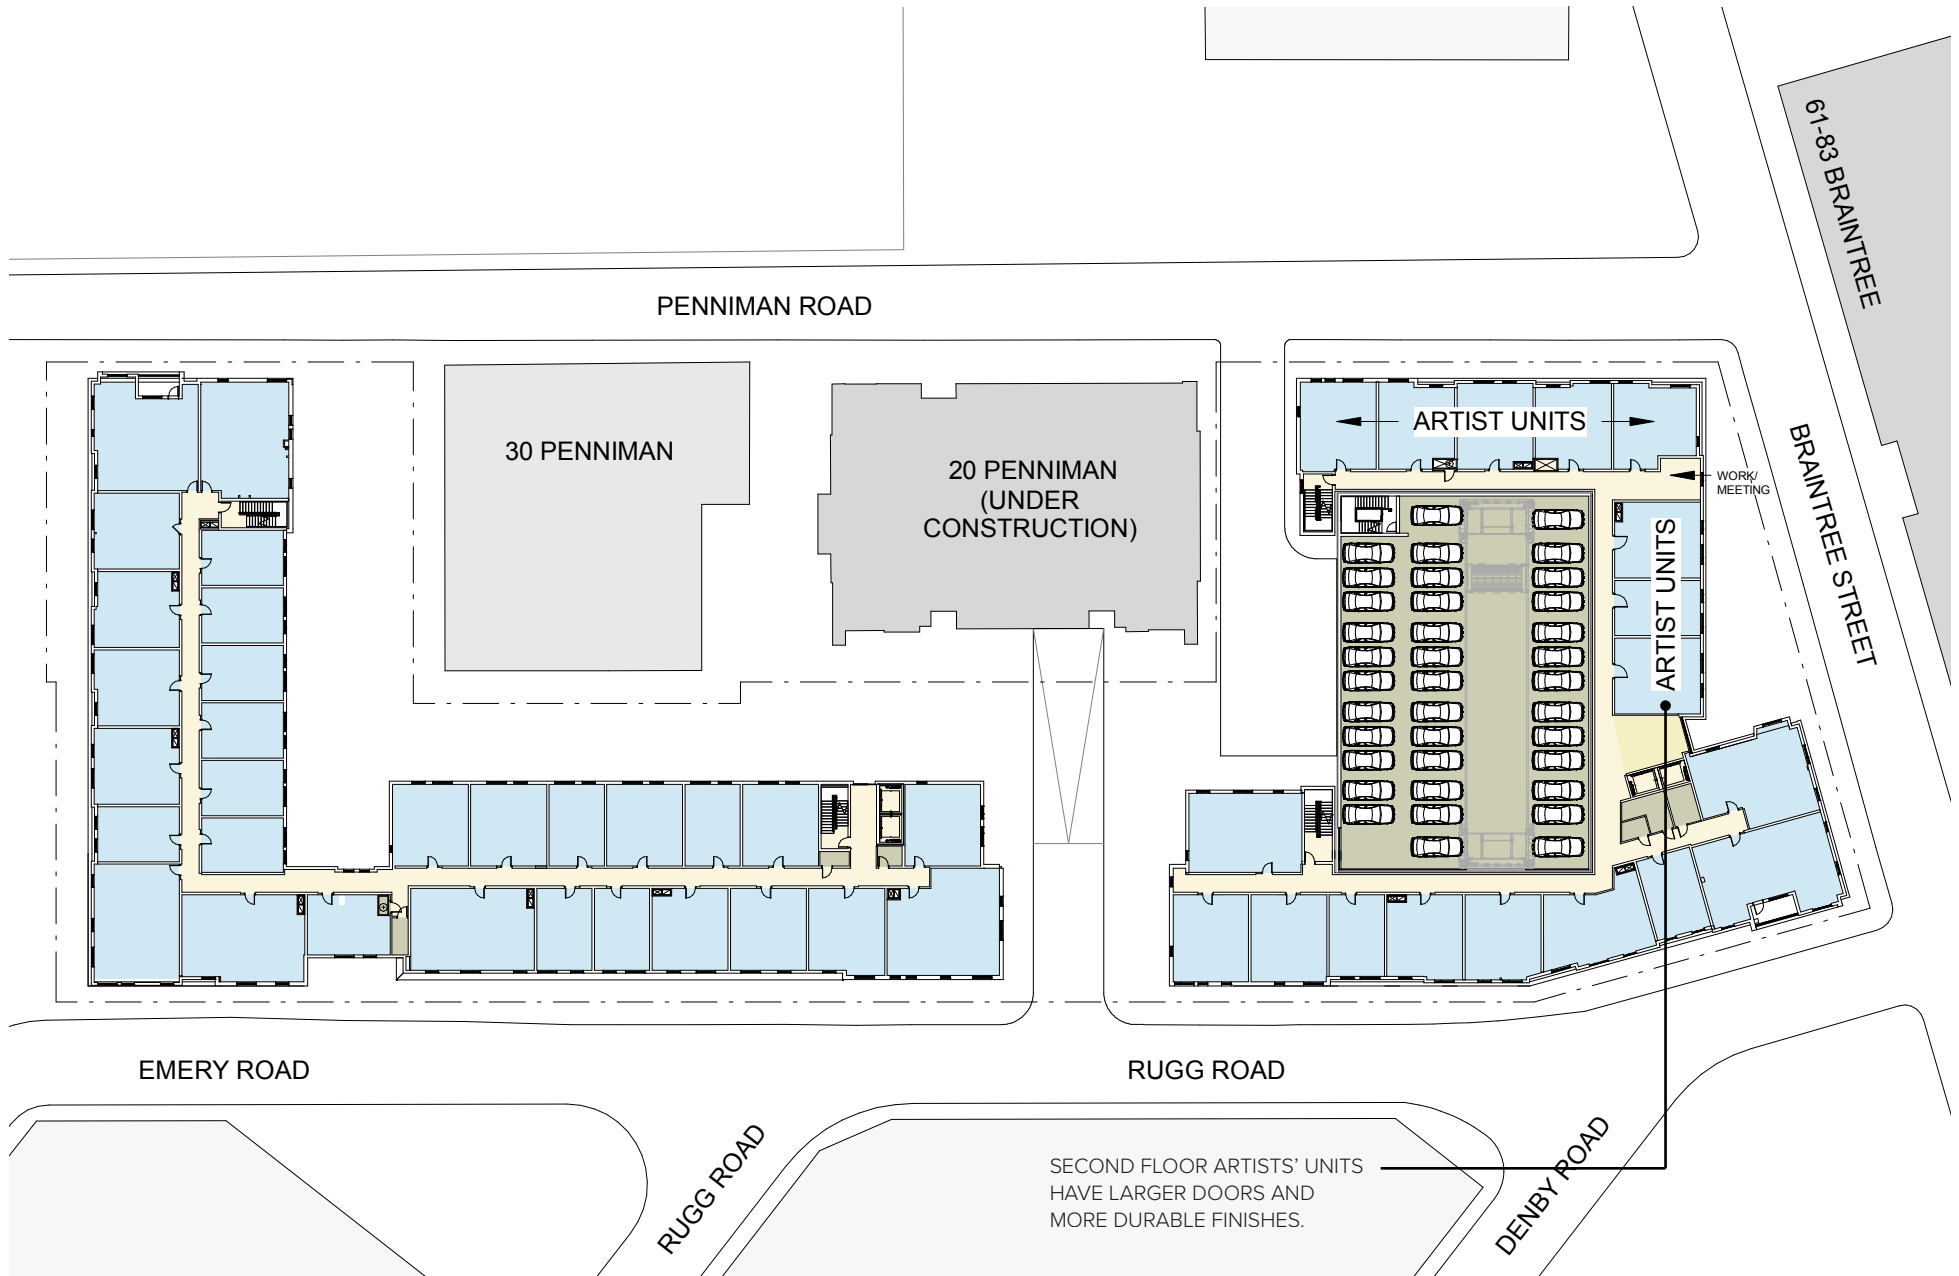 61-83 BRAINTREE
PENNIMAN ROAD
30 PENNIMAN
20 PENNIMAN
(UNDER
CONSTRUCTION)
ARTIST UNITS
WORK/
MEETING
BRAINTREE STREET
ARTIST UNITS
EMERY ROAD
RUGG ROAD
RUGG ROAD
SECOND FLOOR ARTISTS’ UNITS
HAVE LARGER DOORS AND
MORE DURABLE FINISHES.
DENBY ROAD